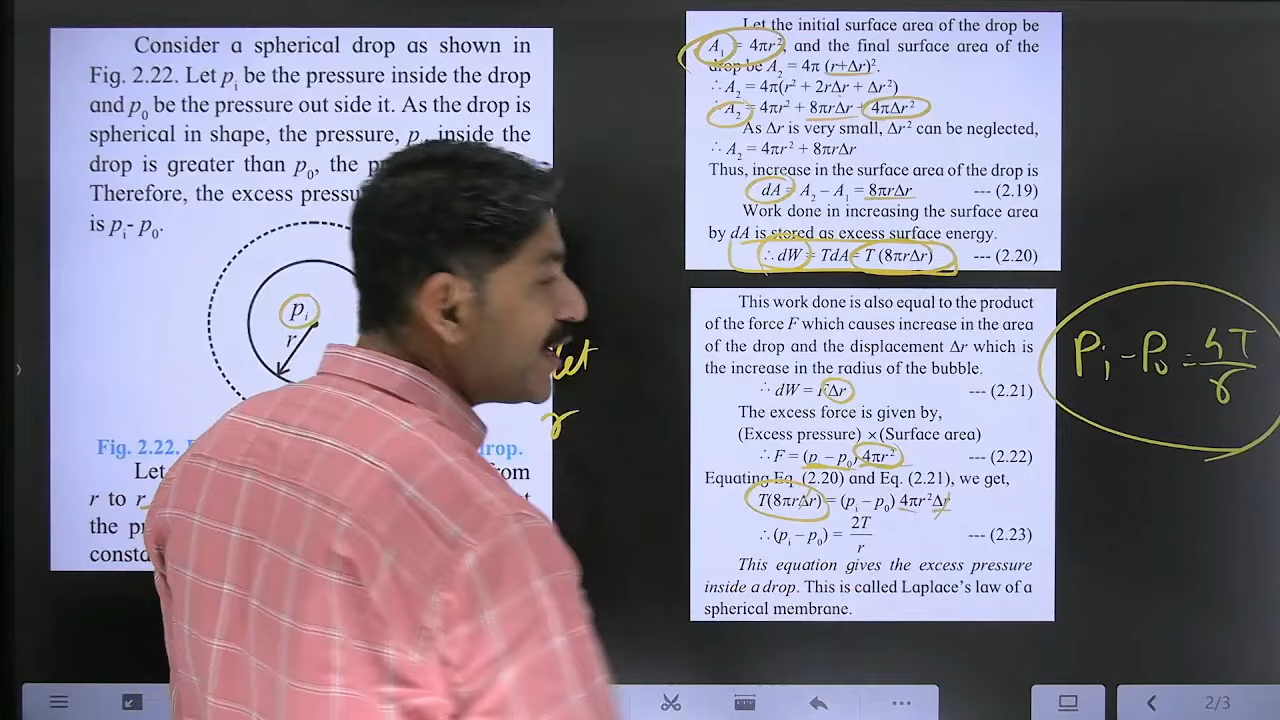 Consider a spherical drop as shown in
Fig. 2.22. Let pᵢ be the pressure inside the drop
and p₀ be the pressure out side it. As the drop is
spherical in shape, the pressure, p inside the
drop is greater than p₀, the
Therefore, the excess
is pᵢ- p₀.
pᵢ
r
Fig. 2.22.
Let
r to r
the
let
r
Let the initial surface area of the drop be
A₁ = 4πr², and the final surface area of the
drop be A₂ = 4π (r+Δr)².
∴ A₂ = 4π(r² + 2rΔr + Δr²)
A₂ = 4πr² + 8πrΔr + 4πΔr²
As Δr is very small, Δr² can be neglected,
∴ A₂ = 4πr² + 8πrΔr
Thus, increase in the surface area of the drop is
dA = A₂ – A₁ = 8πrΔr --- (2.19)
Work done in increasing the surface area
by dA is stored as excess surface energy.
∴ dW = TdA= T (8πrΔr) --- (2.20)
This work done is also equal to the product
of the force F which causes increase in the area
of the drop and the displacement Δr which is
the increase in the radius of the bubble.
∴ dW = FΔr --- (2.21)
The excess force is given by,
(Excess pressure) ×(Surface area)
∴ F = (pᵢ – p₀) 4πr² --- (2.22)
Equating Eq. (2.20) and Eq. (2.21), we get,
T(8πrΔr) = (pᵢ – p₀) 4πr²Δr
∴ (pᵢ – p₀) = 2T/r --- (2.23)
This equation gives the excess pressure
inside a drop. This is called Laplace's law of a
spherical membrane.
Pᵢ - P₀ = 4T/r
2/3